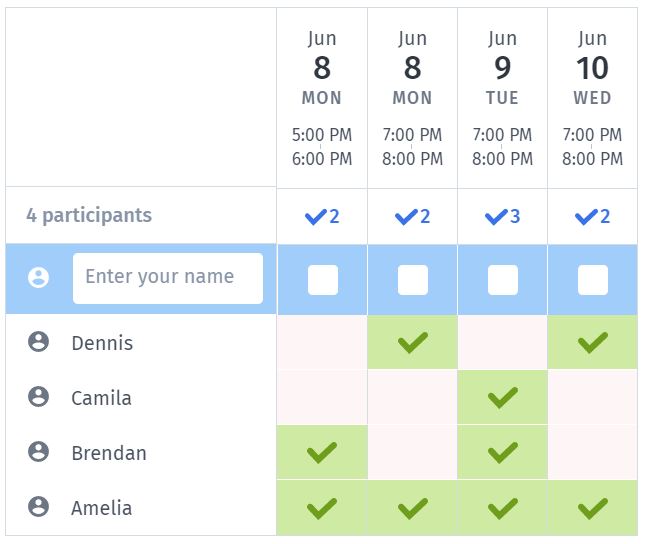 Jun Jun Jun Jun
8 8 9 10
MON MON TUE WED
5:00 PM 7:00 PM 7:00 PM 7:00 PM
6:00 PM 8:00 PM 8:00 PM 8:00 PM
4 participants 2 2 3 2
Enter your name
Dennis
Camila
Brendan
Amelia